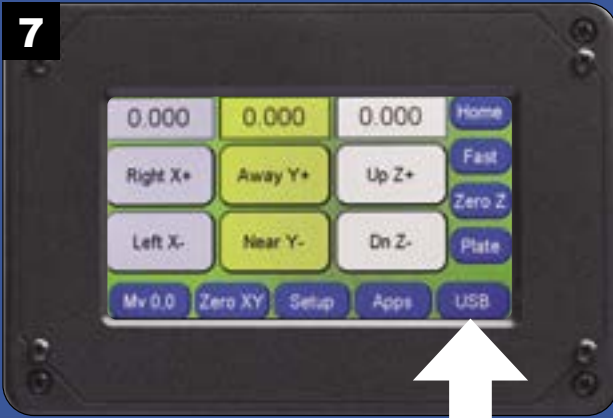 7
0.000 0.000 0.000 Home
Right X+ Away Y+ Up Z+ Fast
Zero Z
Left X- Near Y- Dn Z- Plate
Mv 0,0 Zero XY Setup Apps USB